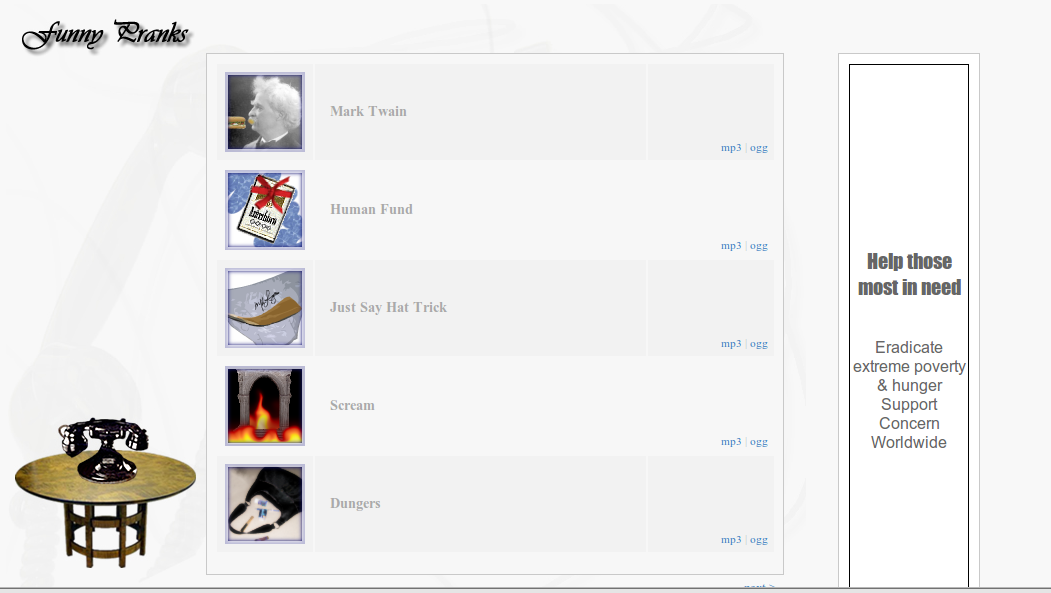 Funny Pranks
Mark Twain
mp3 | ogg
Human Fund
mp3 | ogg
Just Say Hat Trick
mp3 | ogg
Scream
mp3 | ogg
Dungers
mp3 | ogg
next >
Help those
most in need
Eradicate
extreme poverty
& hunger
Support
Concern
Worldwide